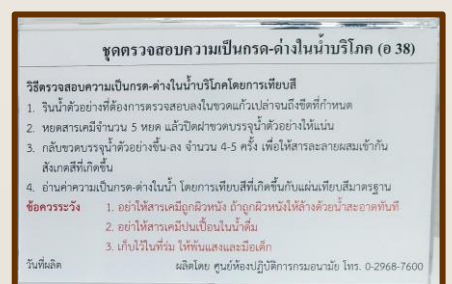 ชุดตรวจสอบความเป็นกรด-ด่างในน้ำบริโภค (อ 38)
วิธีตรวจสอบความเป็นกรด-ด่างในน้ำบริโภคโดยการเทียบสี
1. รินน้ำตัวอย่างที่ต้องการตรวจสอบลงในขวดแก้วเปล่าจนถึงขีดที่กำหนด
2. หยดสารเคมีจำนวน 5 หยด แล้วปิดฝาขวดบรรจุน้ำตัวอย่างให้แน่น
3. กลับขวดบรรจุน้ำตัวอย่างขึ้น-ลง จำนวน 4-5 ครั้ง เพื่อให้สารละลายผสมเข้ากัน
สังเกตสีที่เกิดขึ้น
4. อ่านค่าความเป็นกรด-ด่างในน้ำ โดยการเทียบสีที่เกิดขึ้นกับแผ่นเทียบสีมาตรฐาน
ข้อควรระวัง 1. อย่าให้สารเคมีถูกผิวหนัง ถ้าถูกผิวหนังให้ล้างด้วยน้ำสะอาดทันที
2. อย่าให้สารเคมีปนเปื้อนในน้ำดื่ม
3. เก็บไว้ในที่ร่ม ให้พ้นแสงและมือเด็ก
วันที่ผลิต ผลิตโดย ศูนย์ห้องปฏิบัติการกรมอนามัย โทร. 0-2968-7600